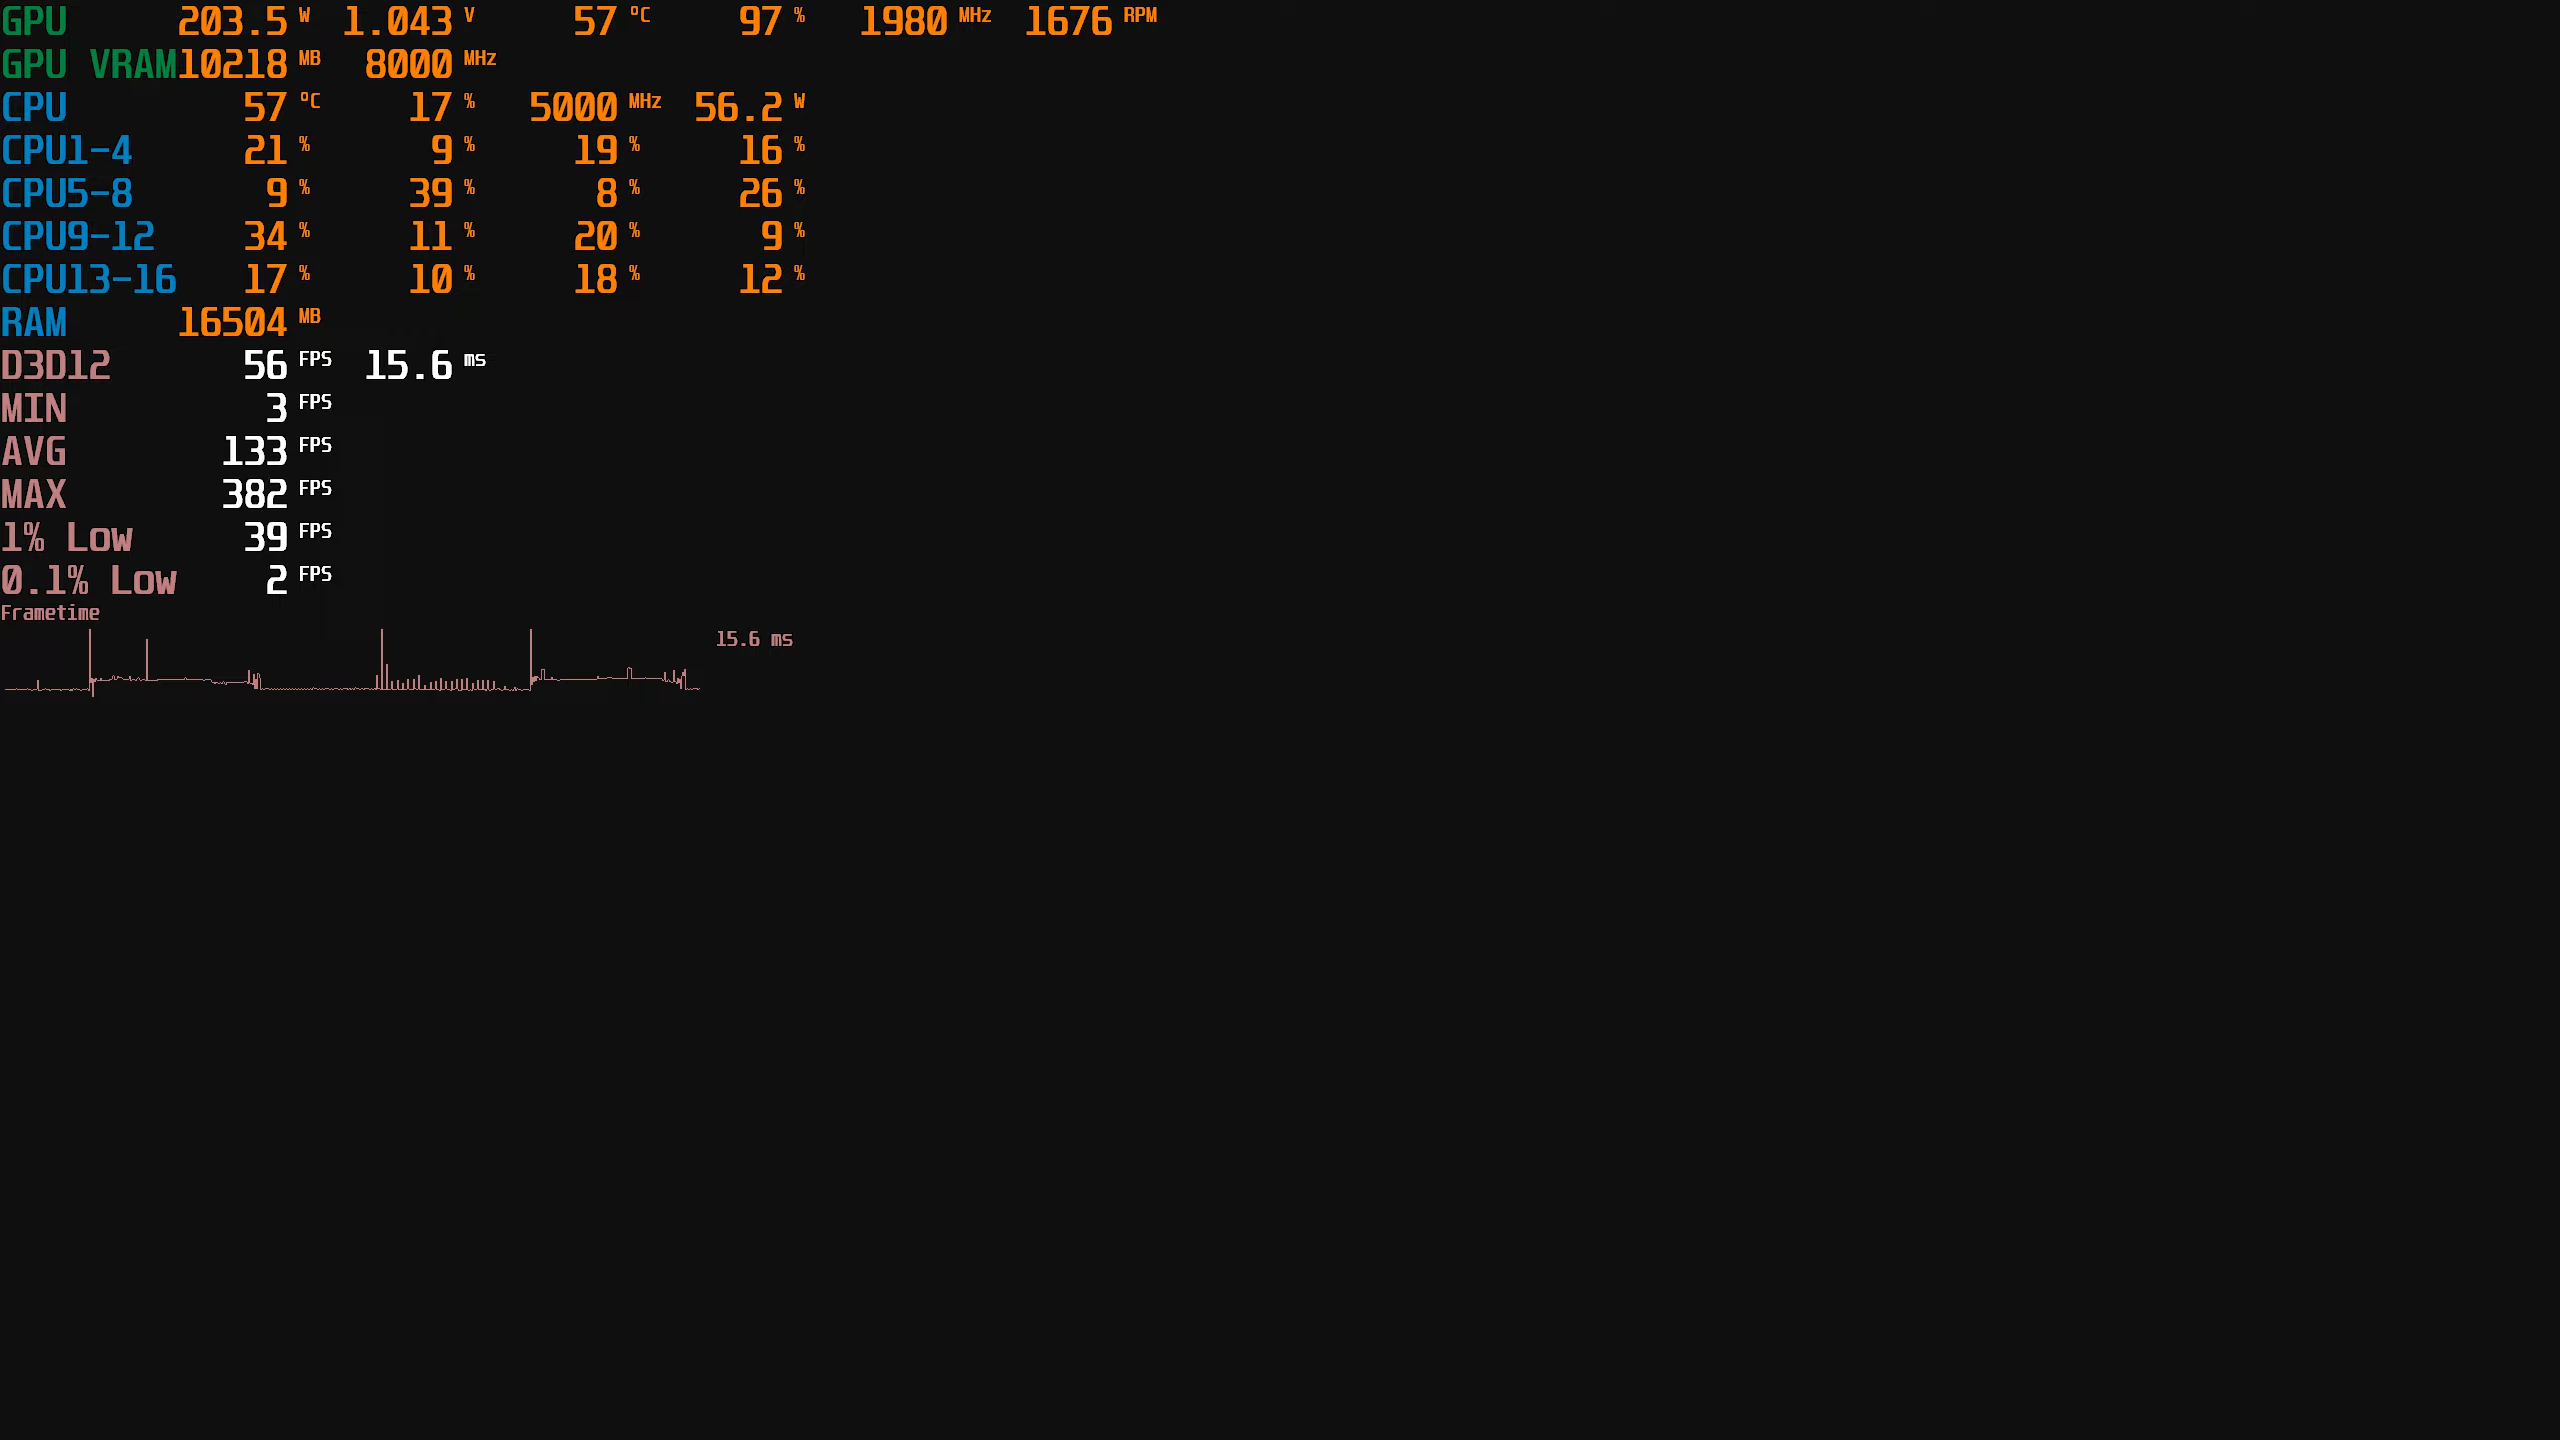 GPU 203.5 W 1.043 V 57 °C 97 % 1980 MHz 1676 RPM
GPU VRAM 10218 MB 8000 MHz
CPU 57 °C 17 % 5000 MHz 56.2 W
CPU1-4 21 % 9 % 19 % 16 %
CPU5-8 9 % 39 % 8 % 26 %
CPU9-12 34 % 11 % 20 % 9 %
CPU13-16 17 % 10 % 18 % 12 %
RAM 16504 MB
D3D12 56 FPS 15.6 ms
MIN 3 FPS
AVG 133 FPS
MAX 382 FPS
1% Low 39 FPS
0.1% Low 2 FPS
Frametime
15.6 ms